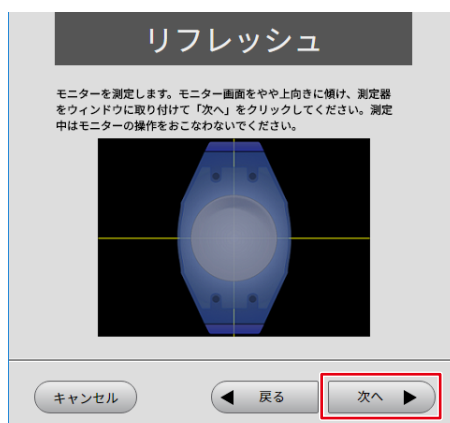 リフレッシュ
モニターを測定します。モニター画面をやや上向きに傾け、測定器
をウィンドウに取り付けて「次へ」をクリックしてください。測定
中はモニターの操作をおこなわないでください。
キャンセル
戻る
次へ